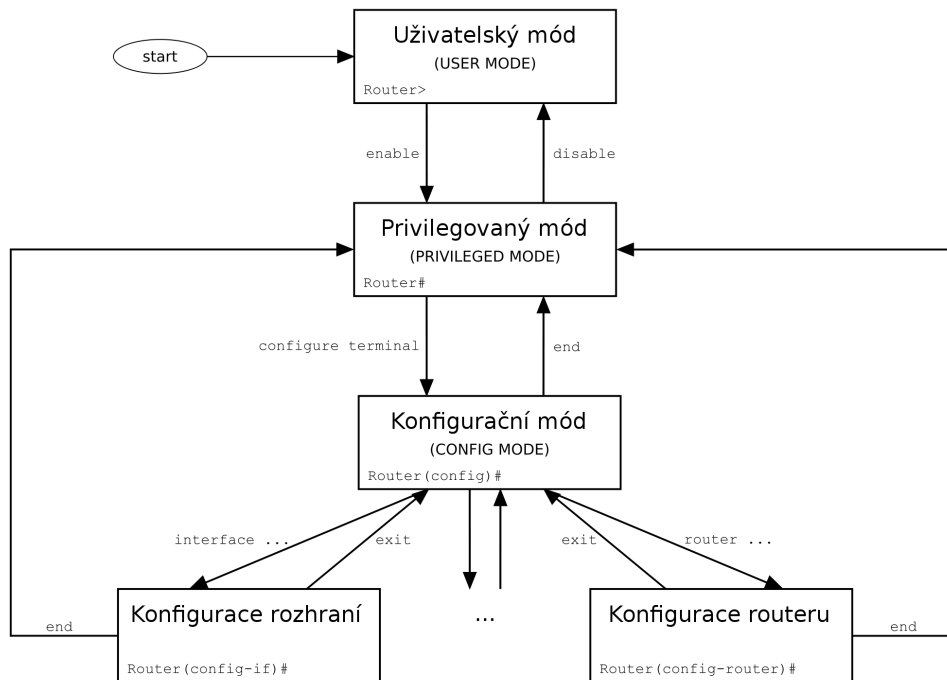 start
Uživatelský mód
(USER MODE)
Router>
enable
disable
Privilegovaný mód
(PRIVILEGED MODE)
Router#
configure terminal
end
Konfigurační mód
(CONFIG MODE)
Router(config)#
interface ...
exit
exit
router ...
Konfigurace rozhraní
...
Konfigurace routeru
end
end
Router(config-if)#
Router(config-router)#